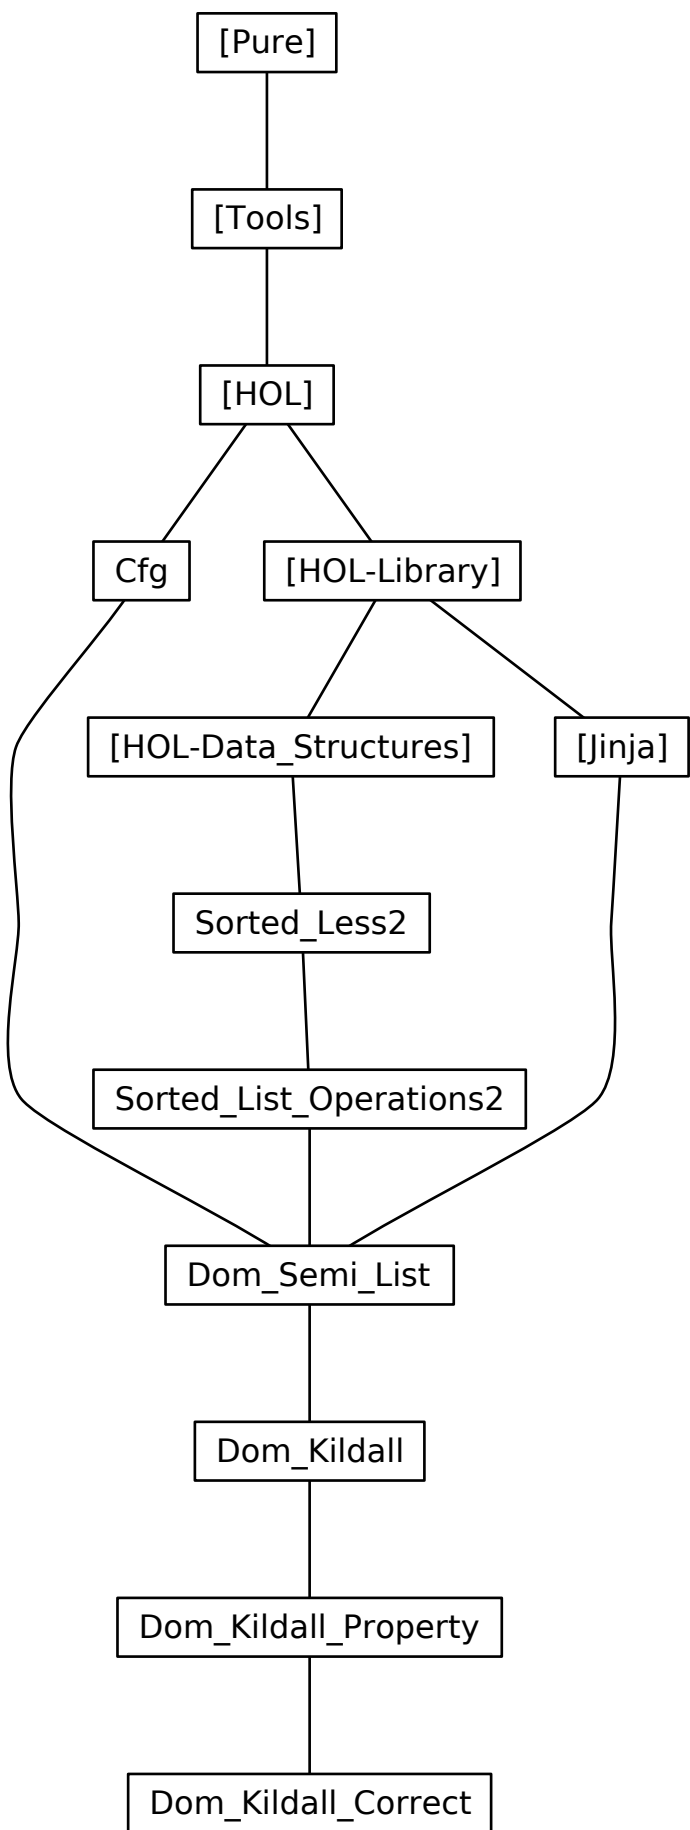 [Pure]
[Tools]
[HOL]
Cfg
[HOL-Library]
[HOL-Data_Structures]
[Jinja]
Sorted_Less2
Sorted_List_Operations2
Dom_Semi_List
Dom_Kildall
Dom_Kildall_Property
Dom_Kildall_Correct